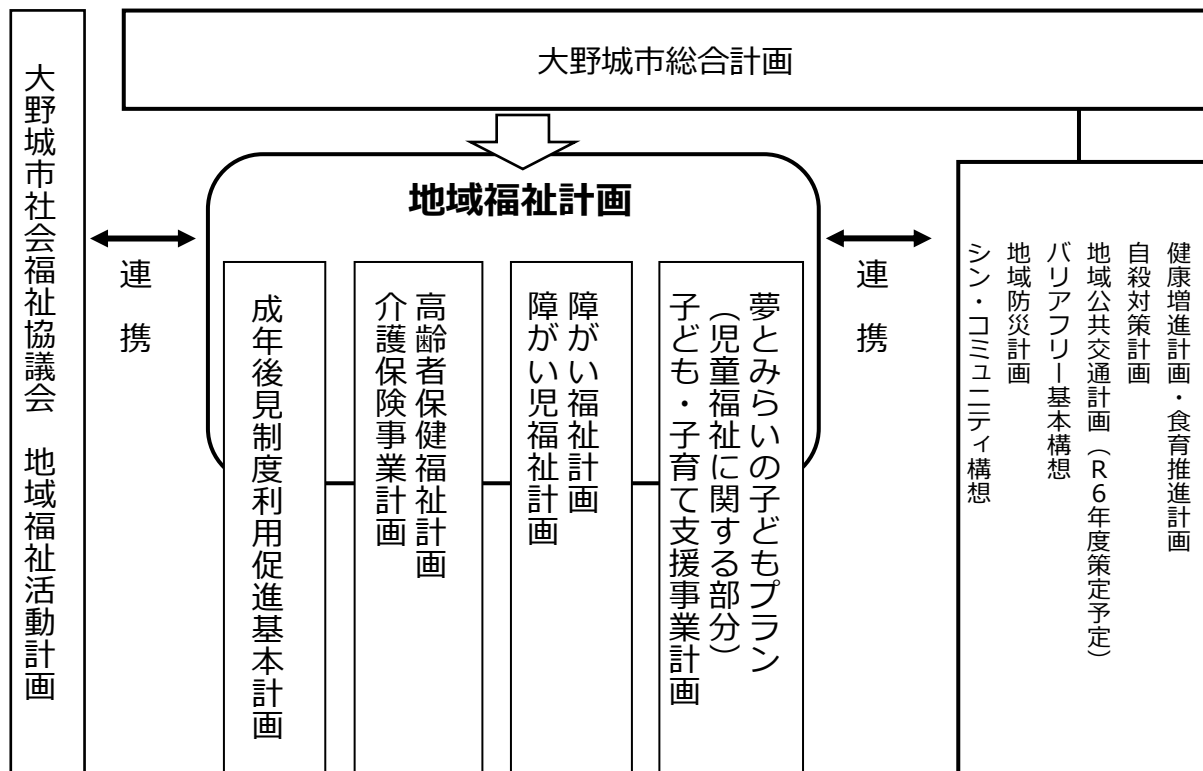 大野城市総合計画
大野城市社会福祉協議会　地域福祉活動計画
連携
地域福祉計画
成年後見制度利用促進基本計画
高齢者保健福祉計画
介護保険事業計画
障がい福祉計画
障がい児福祉計画
夢とみらいの子どもプラン
（児童福祉に関する部分）
子ども・子育て支援事業計画
連携
健康増進計画・食育推進計画
自殺対策計画
地域公共交通計画（Ｒ６年度策定予定）
バリアフリー基本構想
地域防災計画
シン・コミュニティ構想